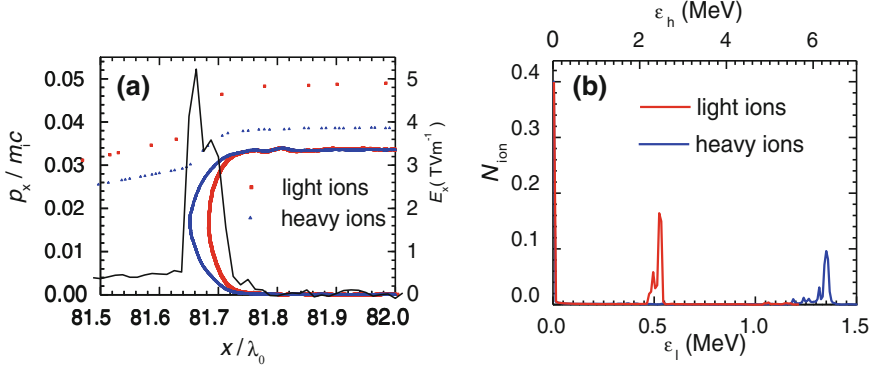 ε_h (MeV)
0 2 4 6
(a)
0.05
0.04
0.03
0.02
0.01
0.00
p_x / m_i c
5
4
3
2
1
0
E_x(TVm⁻¹)
light ions
heavy ions
81.5 81.6 81.7 81.8 81.9 82.0
x/λ_0
(b)
0.4
0.3
0.2
0.1
0.0
N_ion
light ions
heavy ions
0.0 0.5 1.0 1.5
ε_l (MeV)